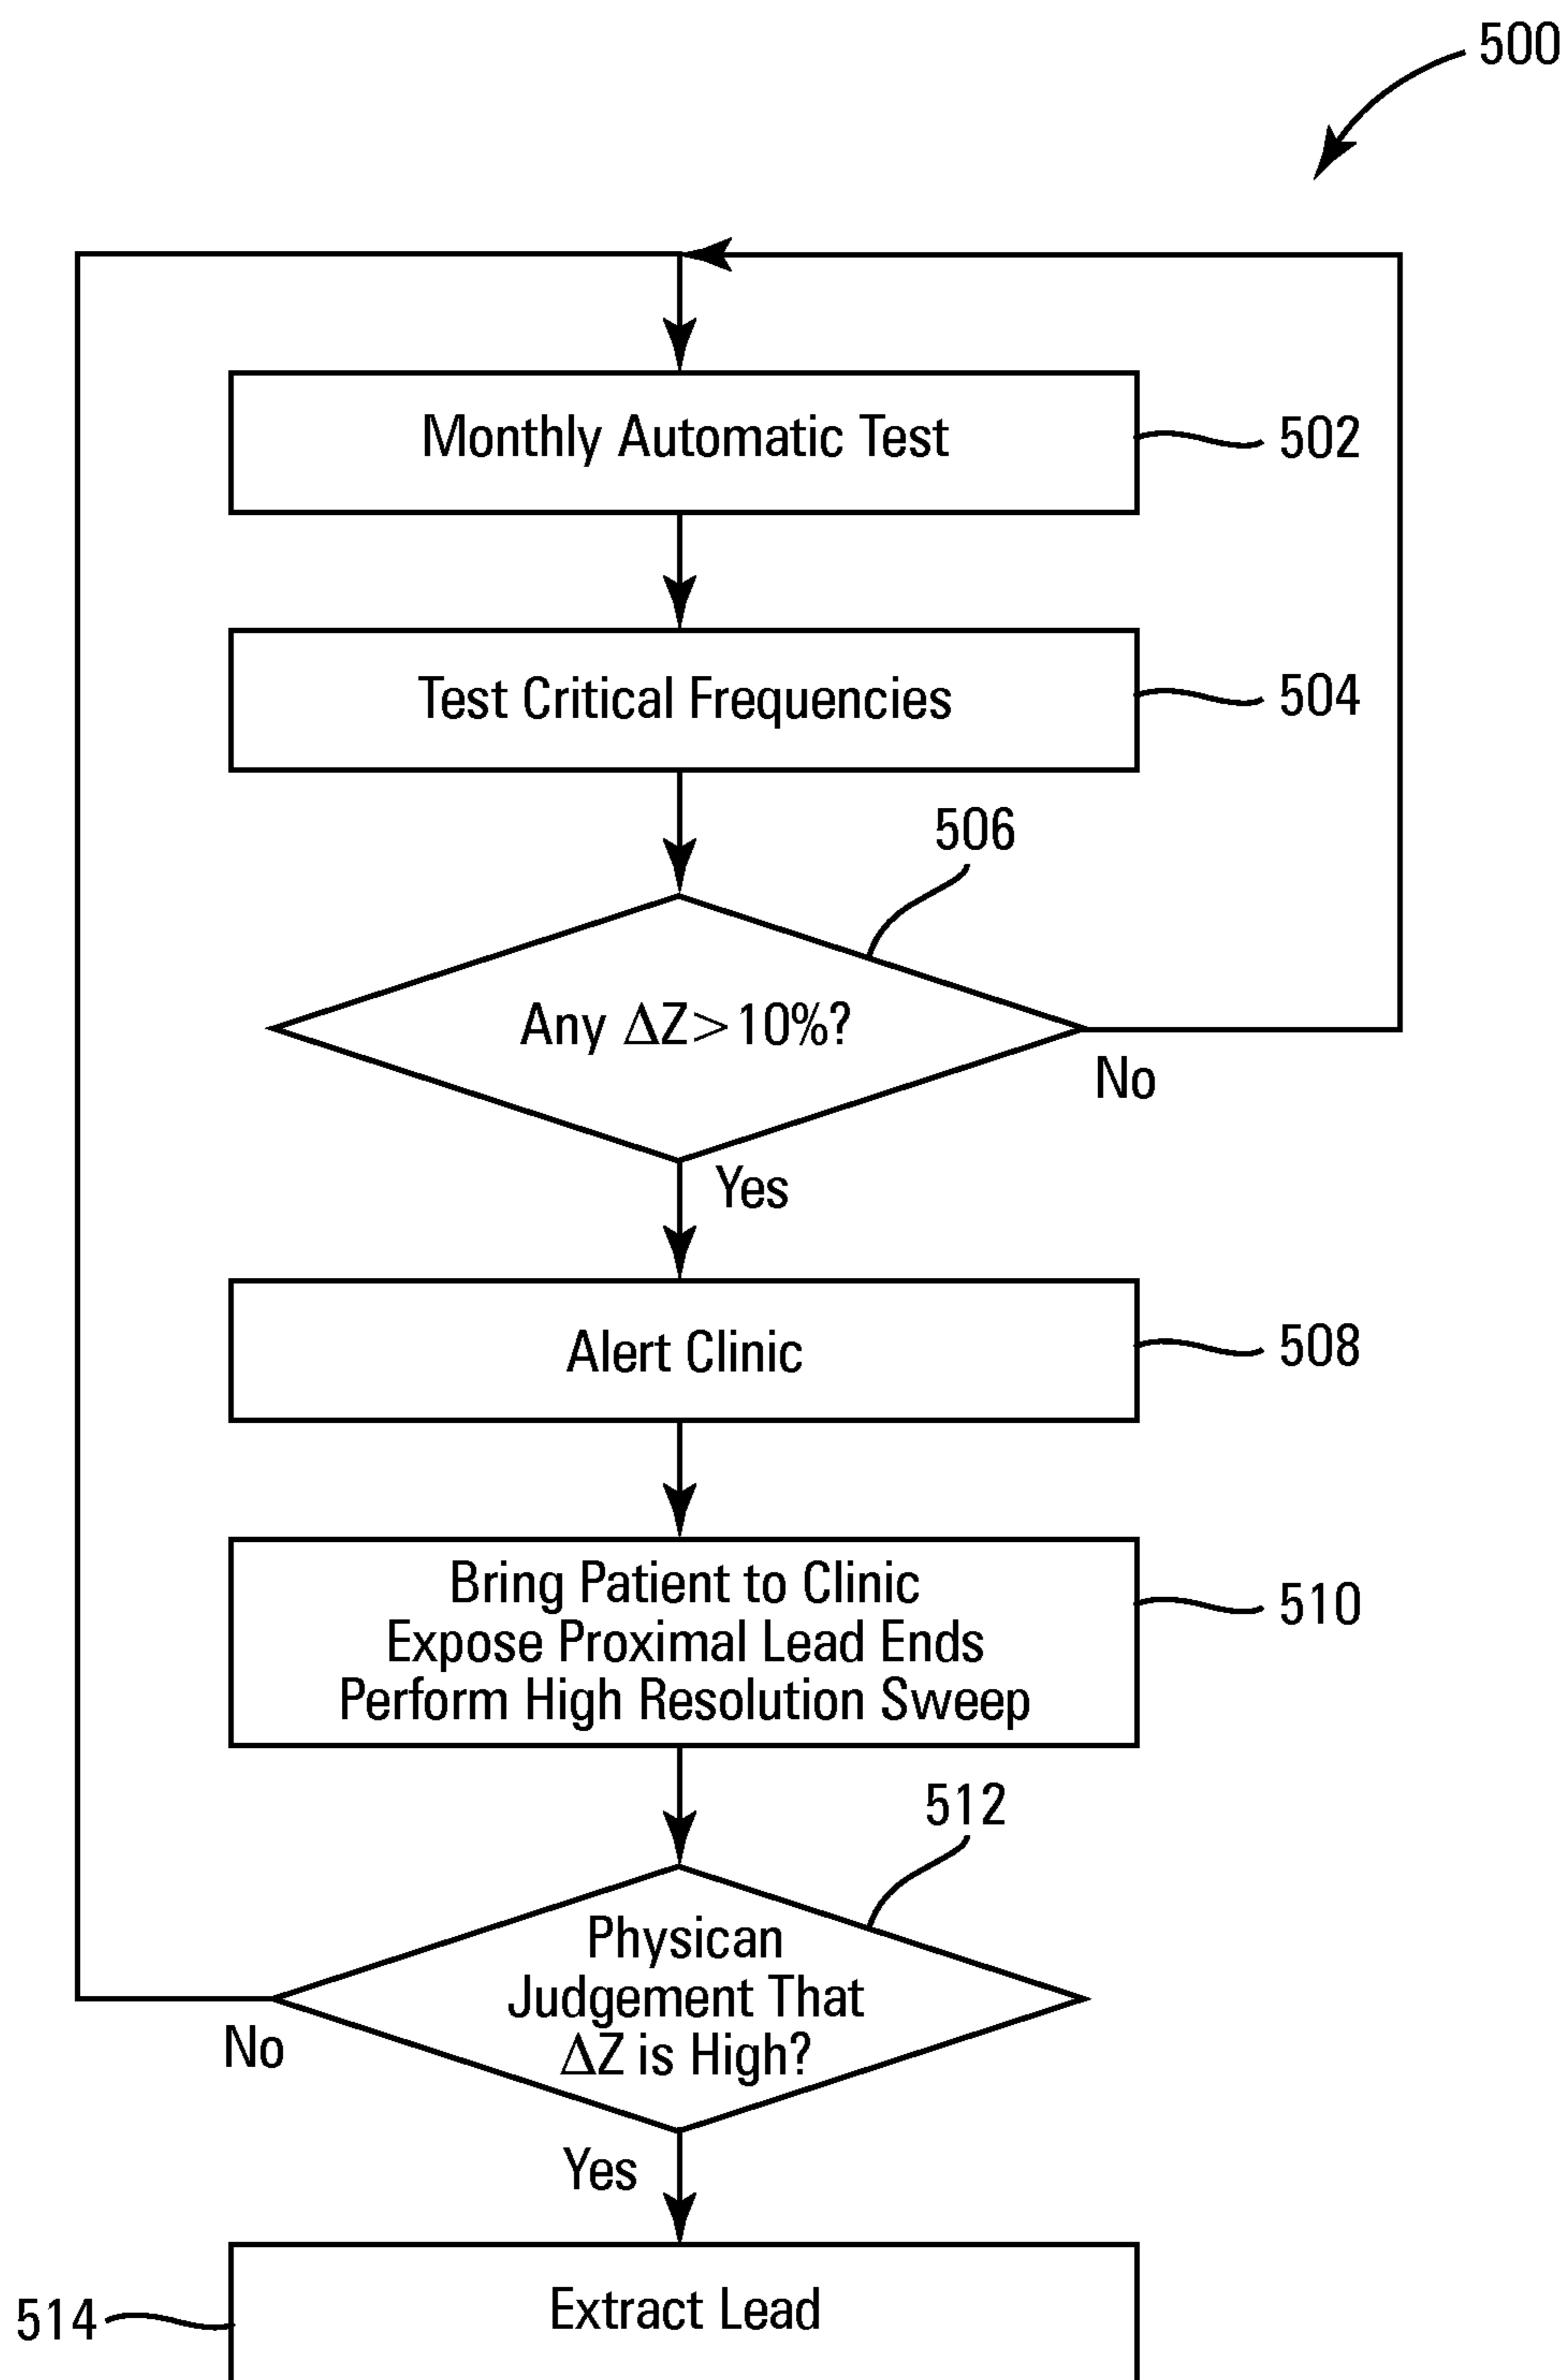 500
Monthly Automatic Test
502
Test Critical Frequencies
504
506
Any ΔZ>10%?
No
Yes
Alert Clinic
508
Bring Patient to Clinic
Expose Proximal Lead Ends
Perform High Resolution Sweep
510
512
Physican
Judgement That
ΔZ is High?
No
Yes
Extract Lead
514